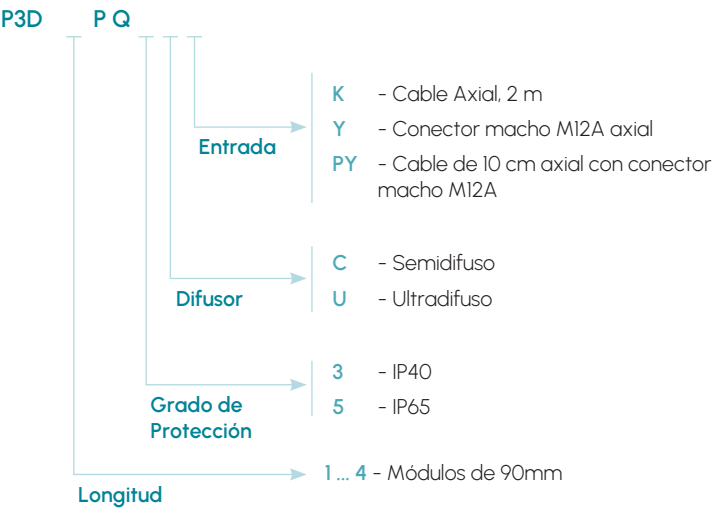 P3D P Q
K - Cable Axial, 2 m
Y - Conector macho M12A axial
Entrada
PY - Cable de 10 cm axial con conector
macho M12A
C - Semidifuso
Difusor
U - Ultradifuso
3 - IP40
Grado de
Protección
5 - IP65
1 ... 4 - Módulos de 90mm
Longitud